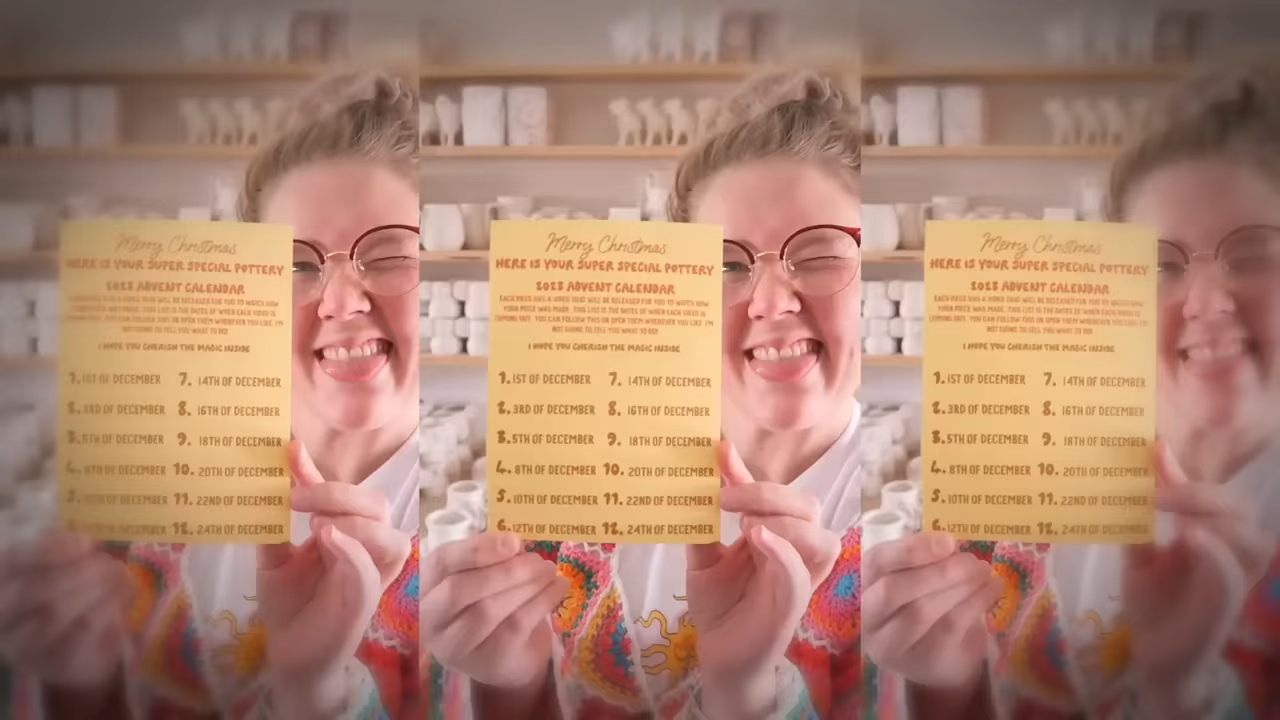 Merry Christmas
HERE IS YOUR SUPER SPECIAL POTTERY
2023 ADVENT CALENDAR
EACH PIECE HAS A VIDEO THAT WILL BE RELEASED FOR YOU TO WATCH HOW
YOUR PIECE WAS MADE. THIS LIST IS THE DATES OF WHEN EACH VIDEO IS
COMING OUT. YOU CAN FOLLOW THIS OR OPEN THEM WHENEVER YOU LIKE. I'M
NOT GOING TO TELL YOU WHAT TO DO!
I HOPE YOU CHERISH THE MAGIC INSIDE
1. 1ST OF DECEMBER 7. 14TH OF DECEMBER
2. 3RD OF DECEMBER 8. 16TH OF DECEMBER
3. 5TH OF DECEMBER 9. 18TH OF DECEMBER
4. 8TH OF DECEMBER 10. 20TH OF DECEMBER
5. 10TH OF DECEMBER 11. 22ND OF DECEMBER
6. 12TH OF DECEMBER 12. 24TH OF DECEMBER